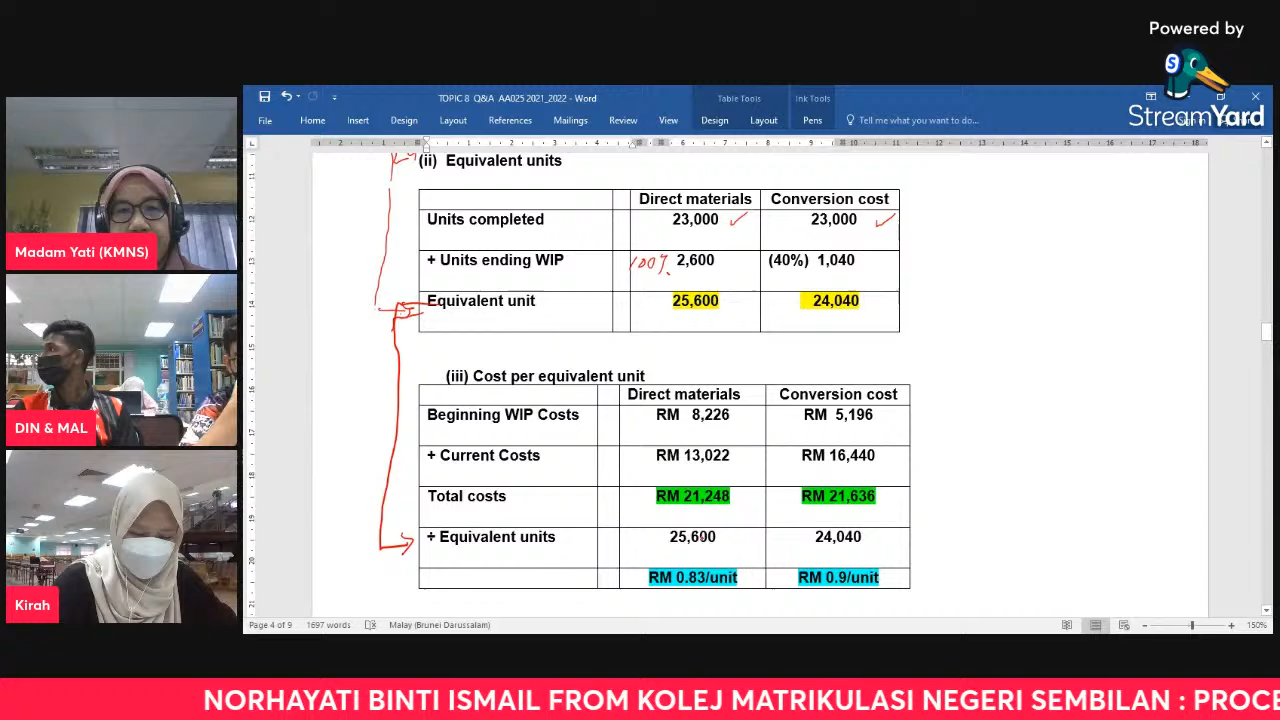 Powered by
StreamYard
TOPIC 8 Q&A AA025 2021_2022 - Word
Table Tools
Ink Tools
File
Home
Insert
Design
Layout
References
Mailings
Review
View
Design
Layout
Pens
Tell me what you want to do...
(ii) Equivalent units
Direct materials Conversion cost
Units completed 23,000 23,000
+ Units ending WIP 100% 2,600 (40%) 1,040
Equivalent unit 25,600 24,040
(iii) Cost per equivalent unit
Direct materials Conversion cost
Beginning WIP Costs RM 8,226 RM 5,196
+ Current Costs RM 13,022 RM 16,440
Total costs RM 21,248 RM 21,636
÷ Equivalent units 25,600 24,040
RM 0.83/unit RM 0.9/unit
Madam Yati (KMNS)
DIN & MAL
Kirah
Page 4 of 9 1697 words Malay (Brunei Darussalam) 150%
NORHAYATI BINTI ISMAIL FROM KOLEJ MATRIKULASI NEGERI SEMBILAN : PROCE